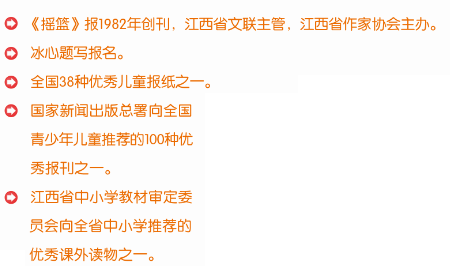 《摇篮》报1982年创刊，江西省文联主管，江西省作家协会主办。
冰心题写报名。
全国38种优秀儿童报纸之一。
国家新闻出版总署向全国
青少年儿童推荐的100种优
秀报刊之一。
江西省中小学教材审定委
员会向全省中小学推荐的
优秀课外读物之一。